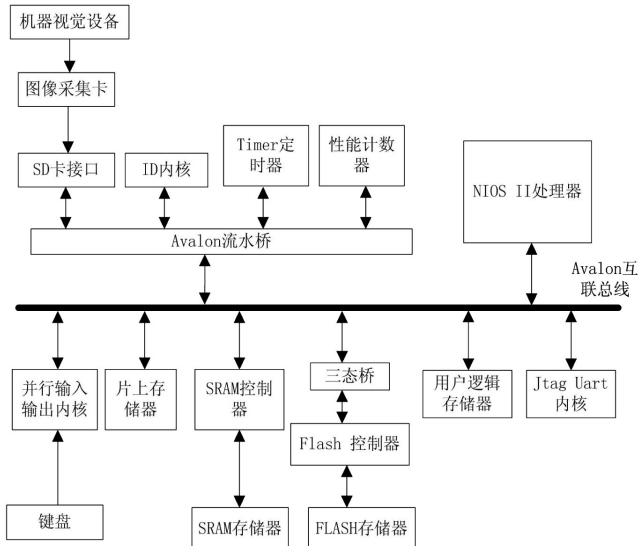 机器视觉设备
图像采集卡
SD卡接口
ID内核
Timer定
时器
性能计数
器
NIOS II处理器
Avalon流水桥
Avalon互
联总线
并行输入
输出内核
片上存
储器
SRAM控制
器
三态桥
用户逻辑
存储器
Jtag Uart
内核
Flash 控制器
键盘
SRAM存储器
FLASH存储器